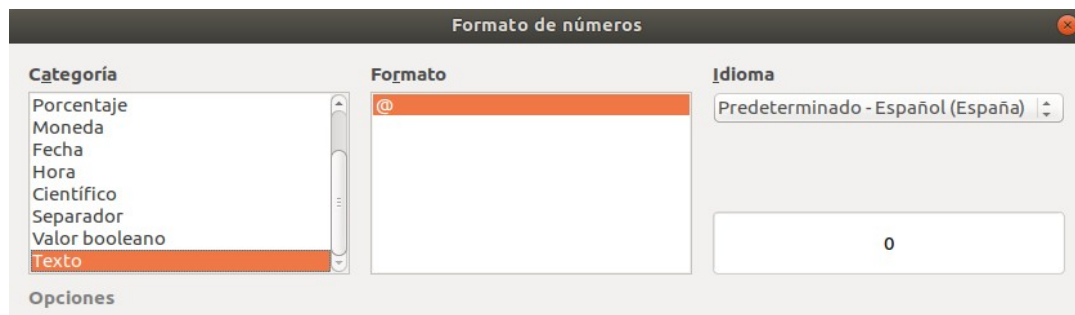 Formato de números
Categoría
Porcentaje
Moneda
Fecha
Hora
Científico
Separador
Valor booleano
Texto
Opciones
Formato
@
Idioma
Predeterminado - Español (España)
0